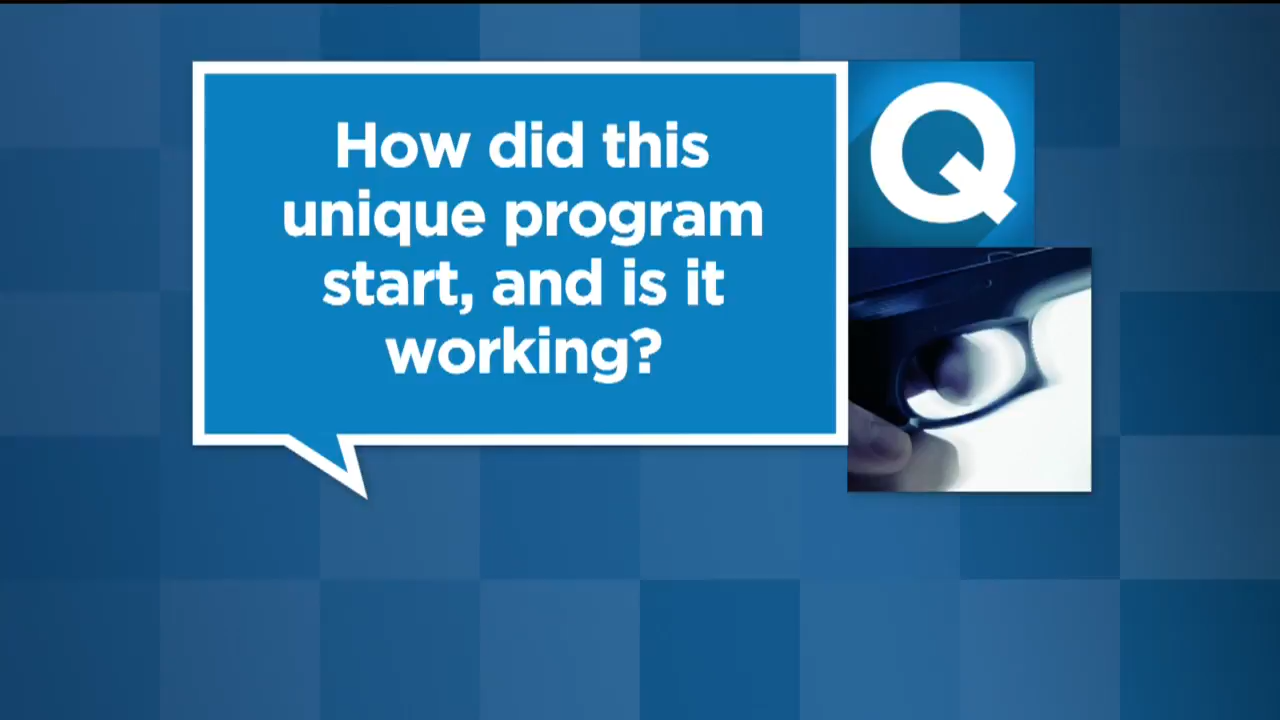 How did this
unique program
start, and is it
working?
Q